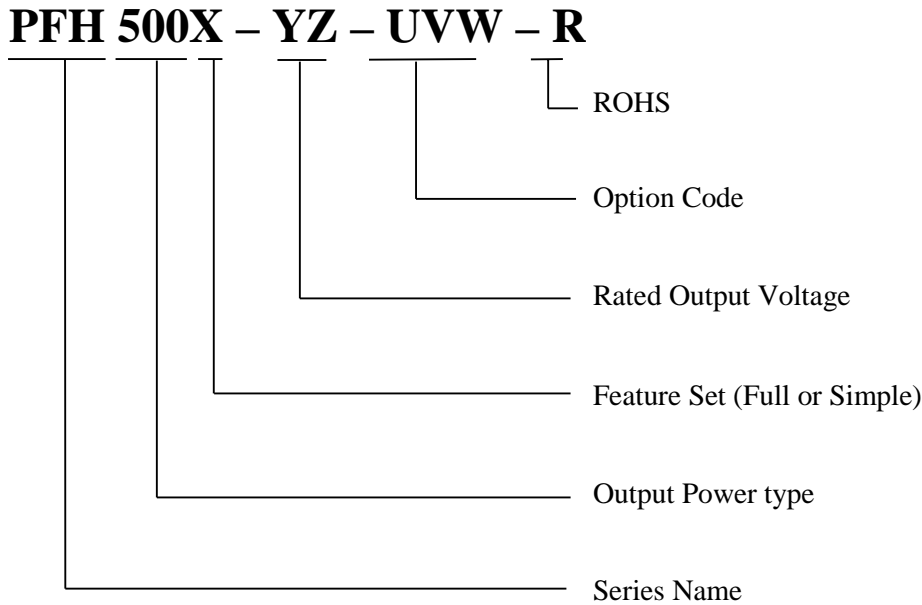 PFH 500X – YZ – UVW – R
ROHS
Option Code
Rated Output Voltage
Feature Set (Full or Simple)
Output Power type
Series Name